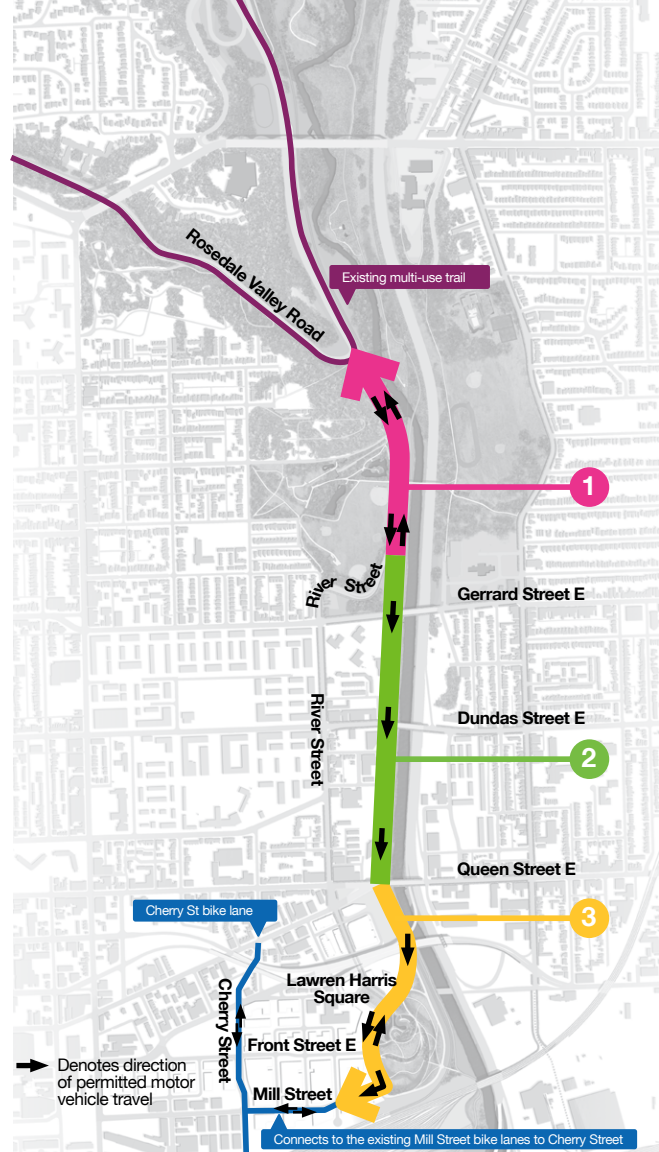 Rosedale Valley Road
Existing multi-use trail
1
River Street
Gerrard Street E
River Street
Dundas Street E
2
Queen Street E
Cherry St bike lane
3
Lawren Harris
Square
Cherry Street
Front Street E
Denotes direction
of permitted motor
vehicle travel
Mill Street
Connects to the existing Mill Street bike lanes to Cherry Street